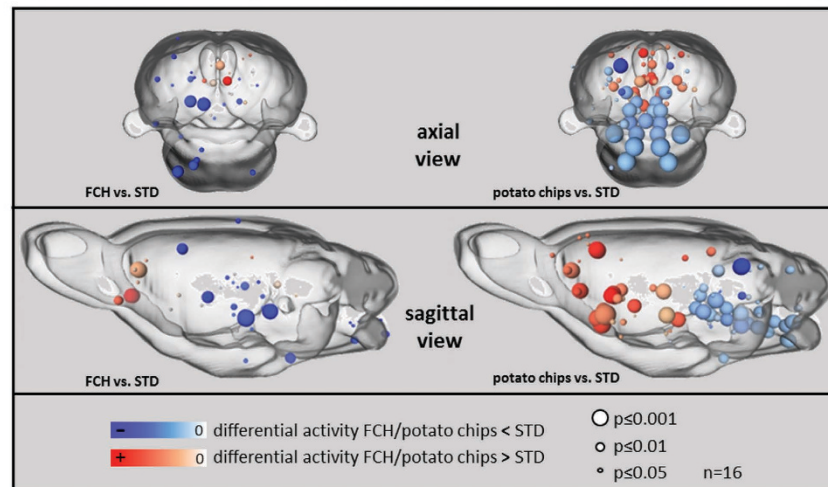 axial
view
FCH vs. STD
potato chips vs. STD
sagittal
view
FCH vs. STD
potato chips vs. STD
− 0 differential activity FCH/potato chips < STD
+ 0 differential activity FCH/potato chips > STD
p≤0.001
p≤0.01
p≤0.05 n=16